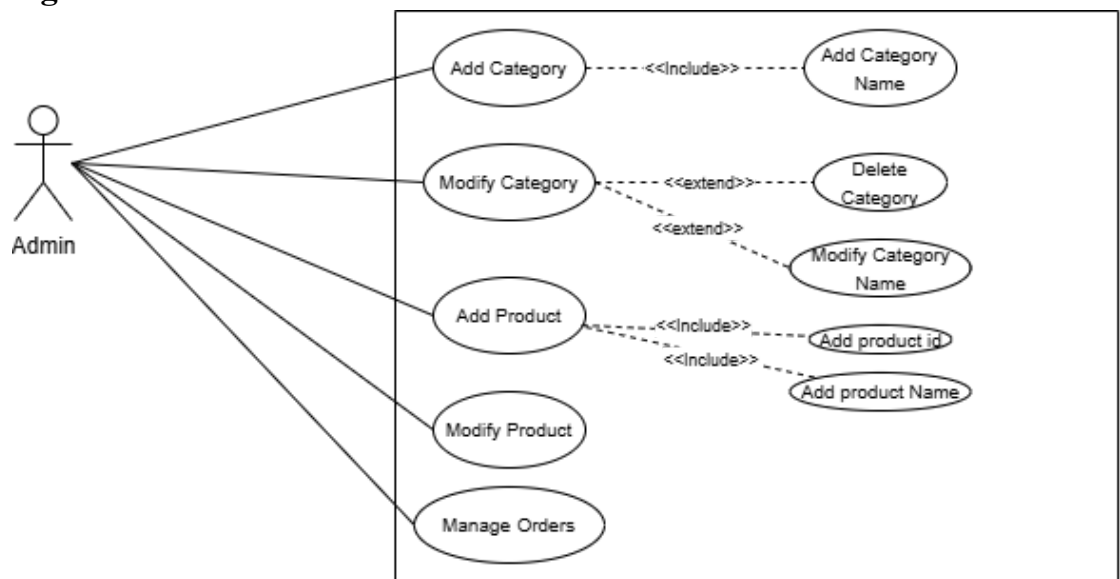 Add Category
<<Include>>
Add Category
Name
Admin
Modify Category
<<extend>>
Delete
Category
<<extend>>
Modify Category
Name
Add Product
<<Include>>
Add product id
<<Include>>
Add product Name
Modify Product
Manage Orders